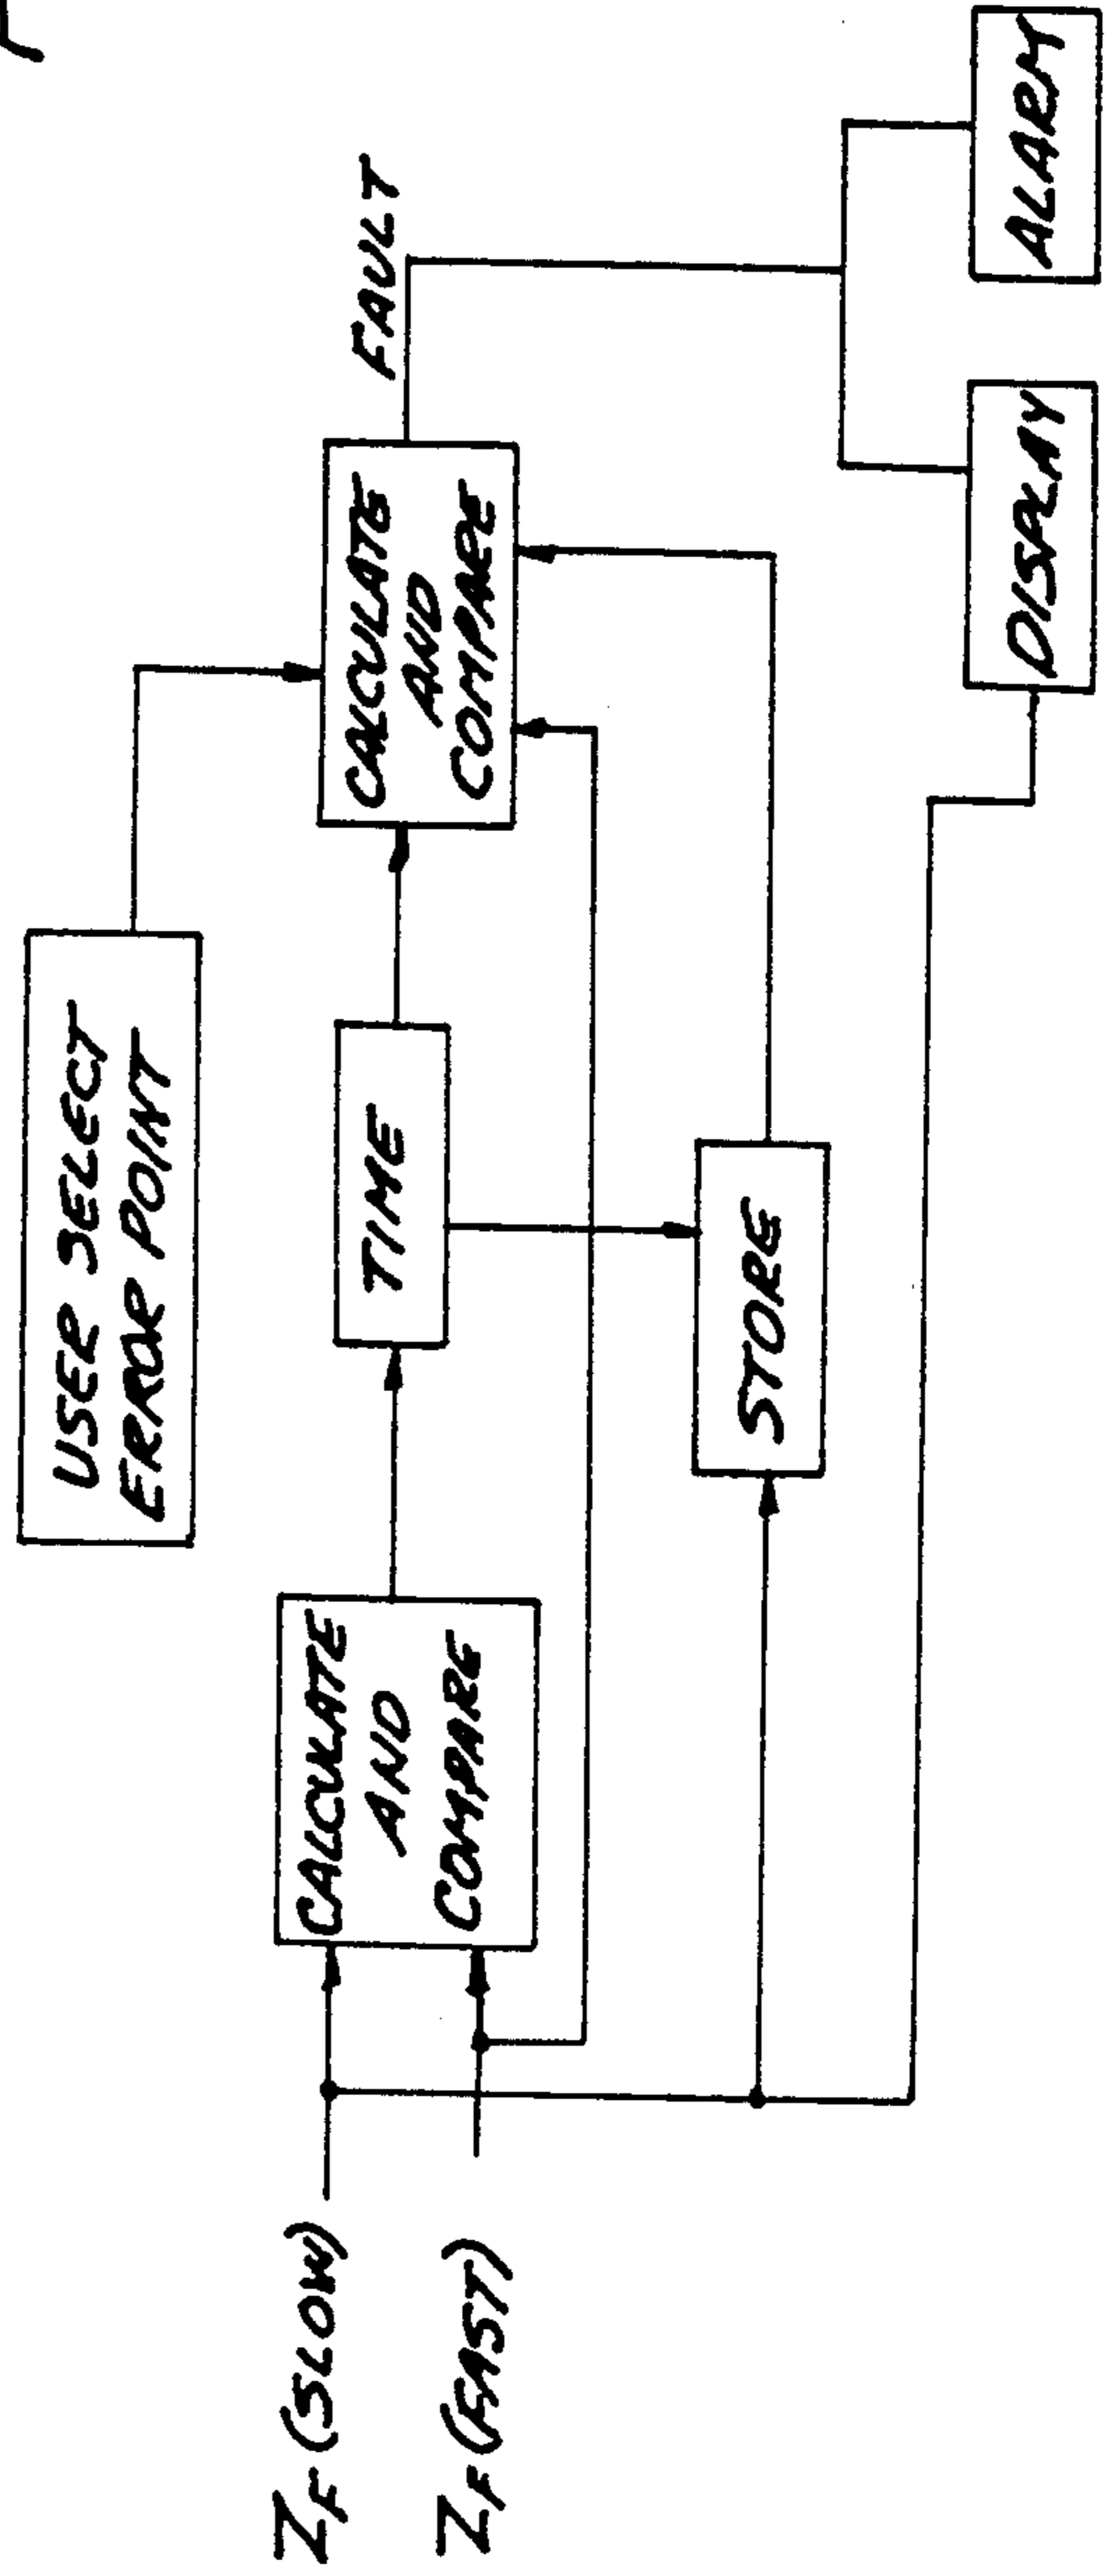 USER SELECT
ERROR POINT
Z_F (SLOW)
Z_F (FAST)
CALCULATE
AND
COMPARE
TIME
CALCULATE
AND
COMPARE
FAULT
STORE
DISPLAY
ALARM